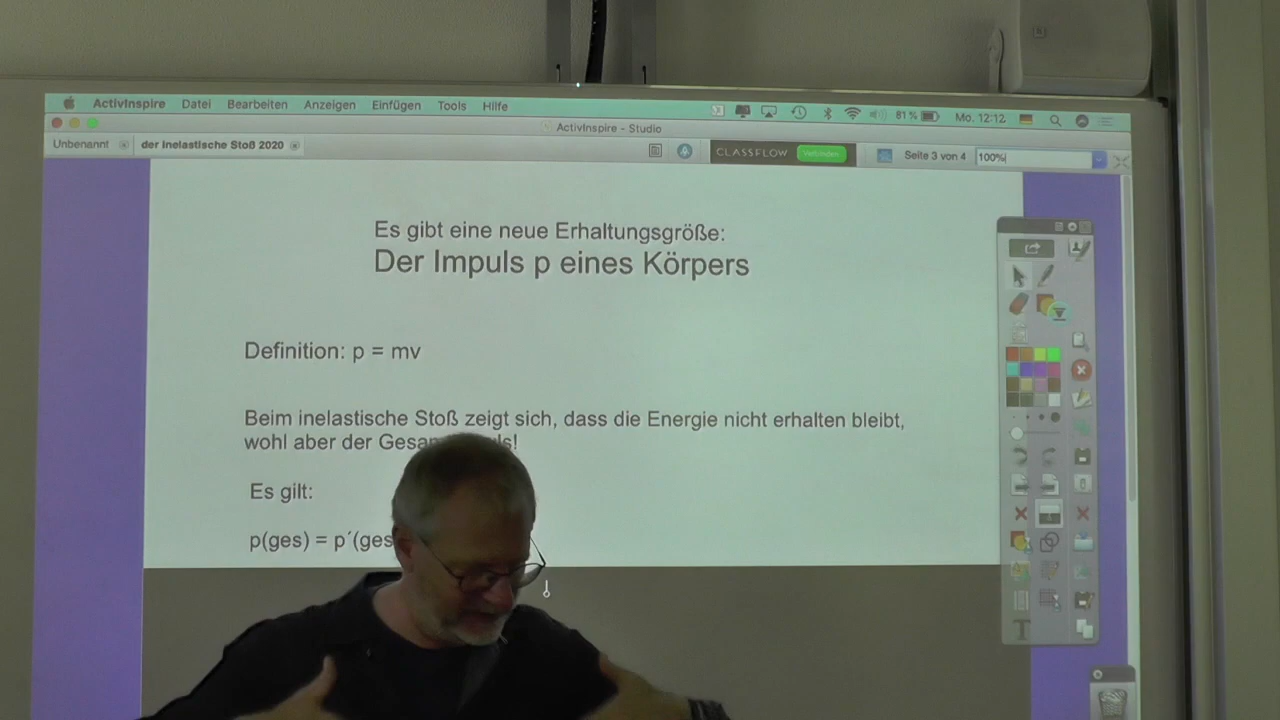 ActivInspire Datei Bearbeiten Anzeigen Einfügen Tools Hilfe 81 % Mo. 12:12
ActivInspire - Studio
Unbenannt der inelastische Stoß 2020 CLASSFLOW Verbinden Seite 3 von 4 100%
Es gibt eine neue Erhaltungsgröße:
Der Impuls p eines Körpers
Definition: p = mv
Beim inelastische Stoß zeigt sich, dass die Energie nicht erhalten bleibt,
wohl aber der Gesam s!
Es gilt:
p(ges) = p´(ges
T